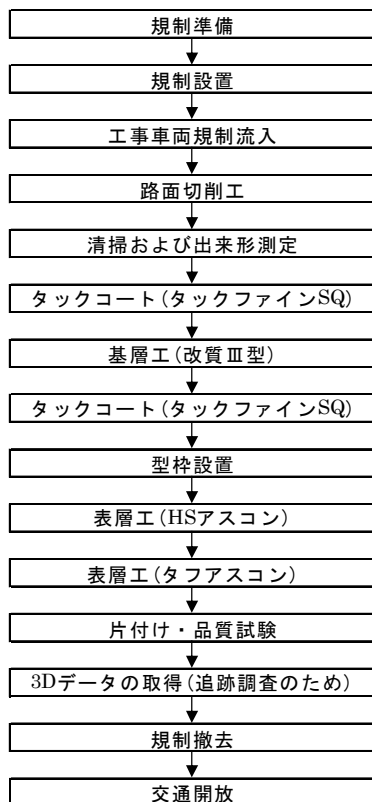 規制準備
規制設置
工事車両規制流入
路面切削工
清掃および出来形測定
タックコート(タックファインSQ)
基層工(改質Ⅲ型)
タックコート(タックファインSQ)
型枠設置
表層工(HSアスコン)
表層工(タフアスコン)
片付け・品質試験
3Dデータの取得(追跡調査のため)
規制撤去
交通開放